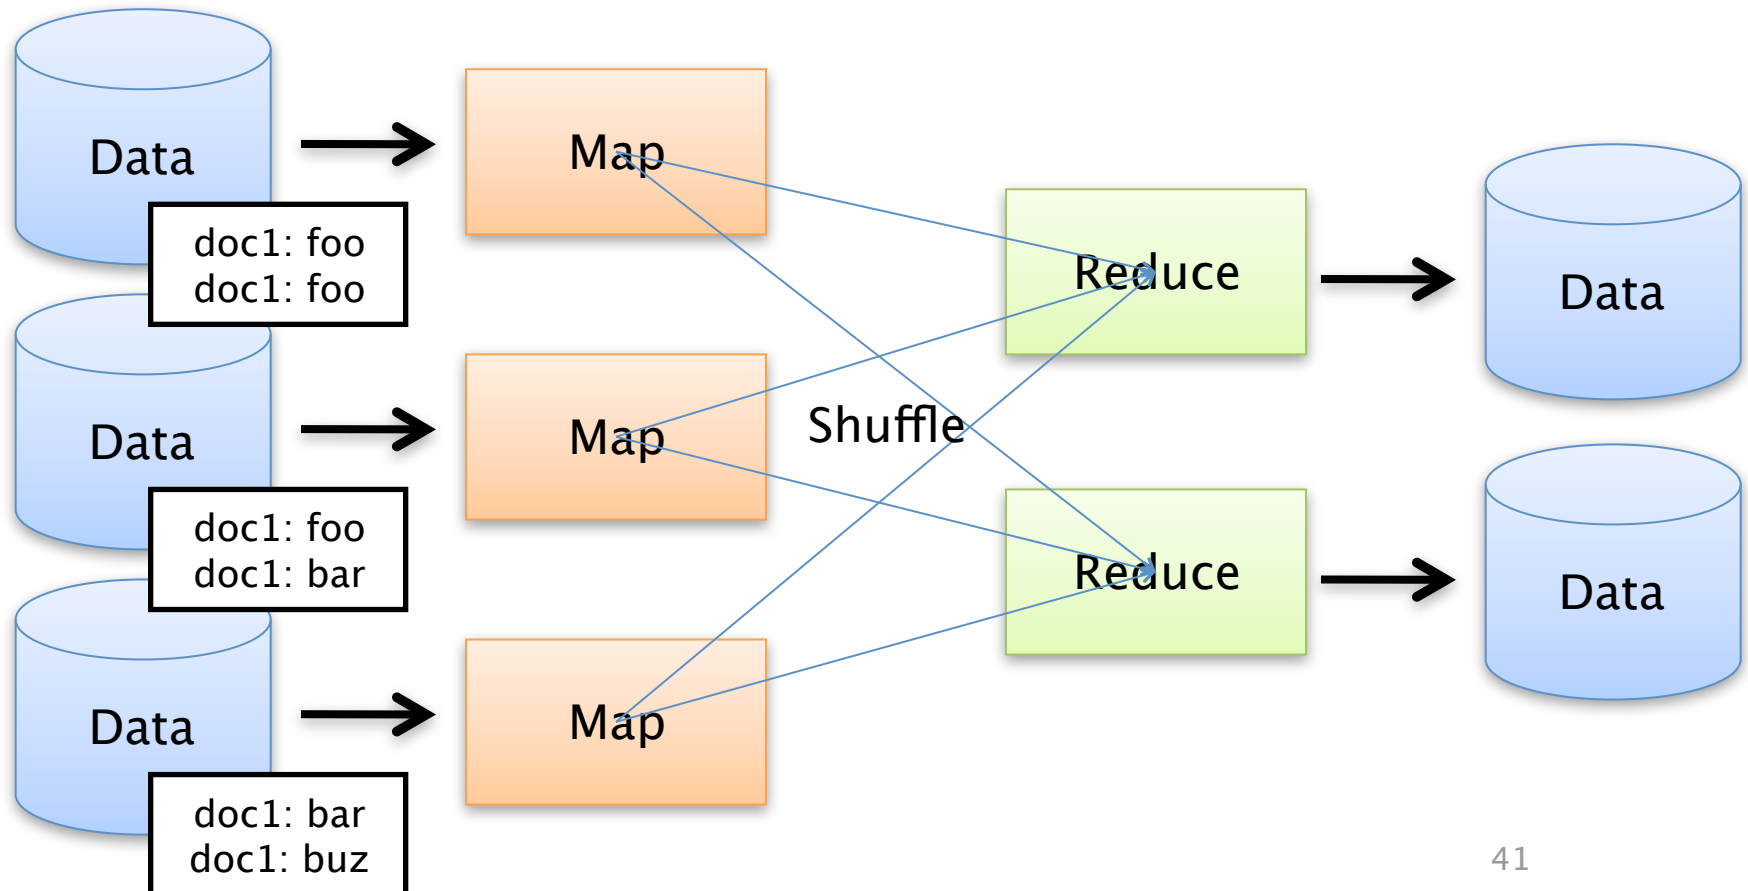 Data
Map
doc1: foo
doc1: foo
Data
Map
doc1: foo
doc1: bar
Data
Map
doc1: bar
doc1: buz
Shuffle
Reduce
Data
Reduce
Data
41